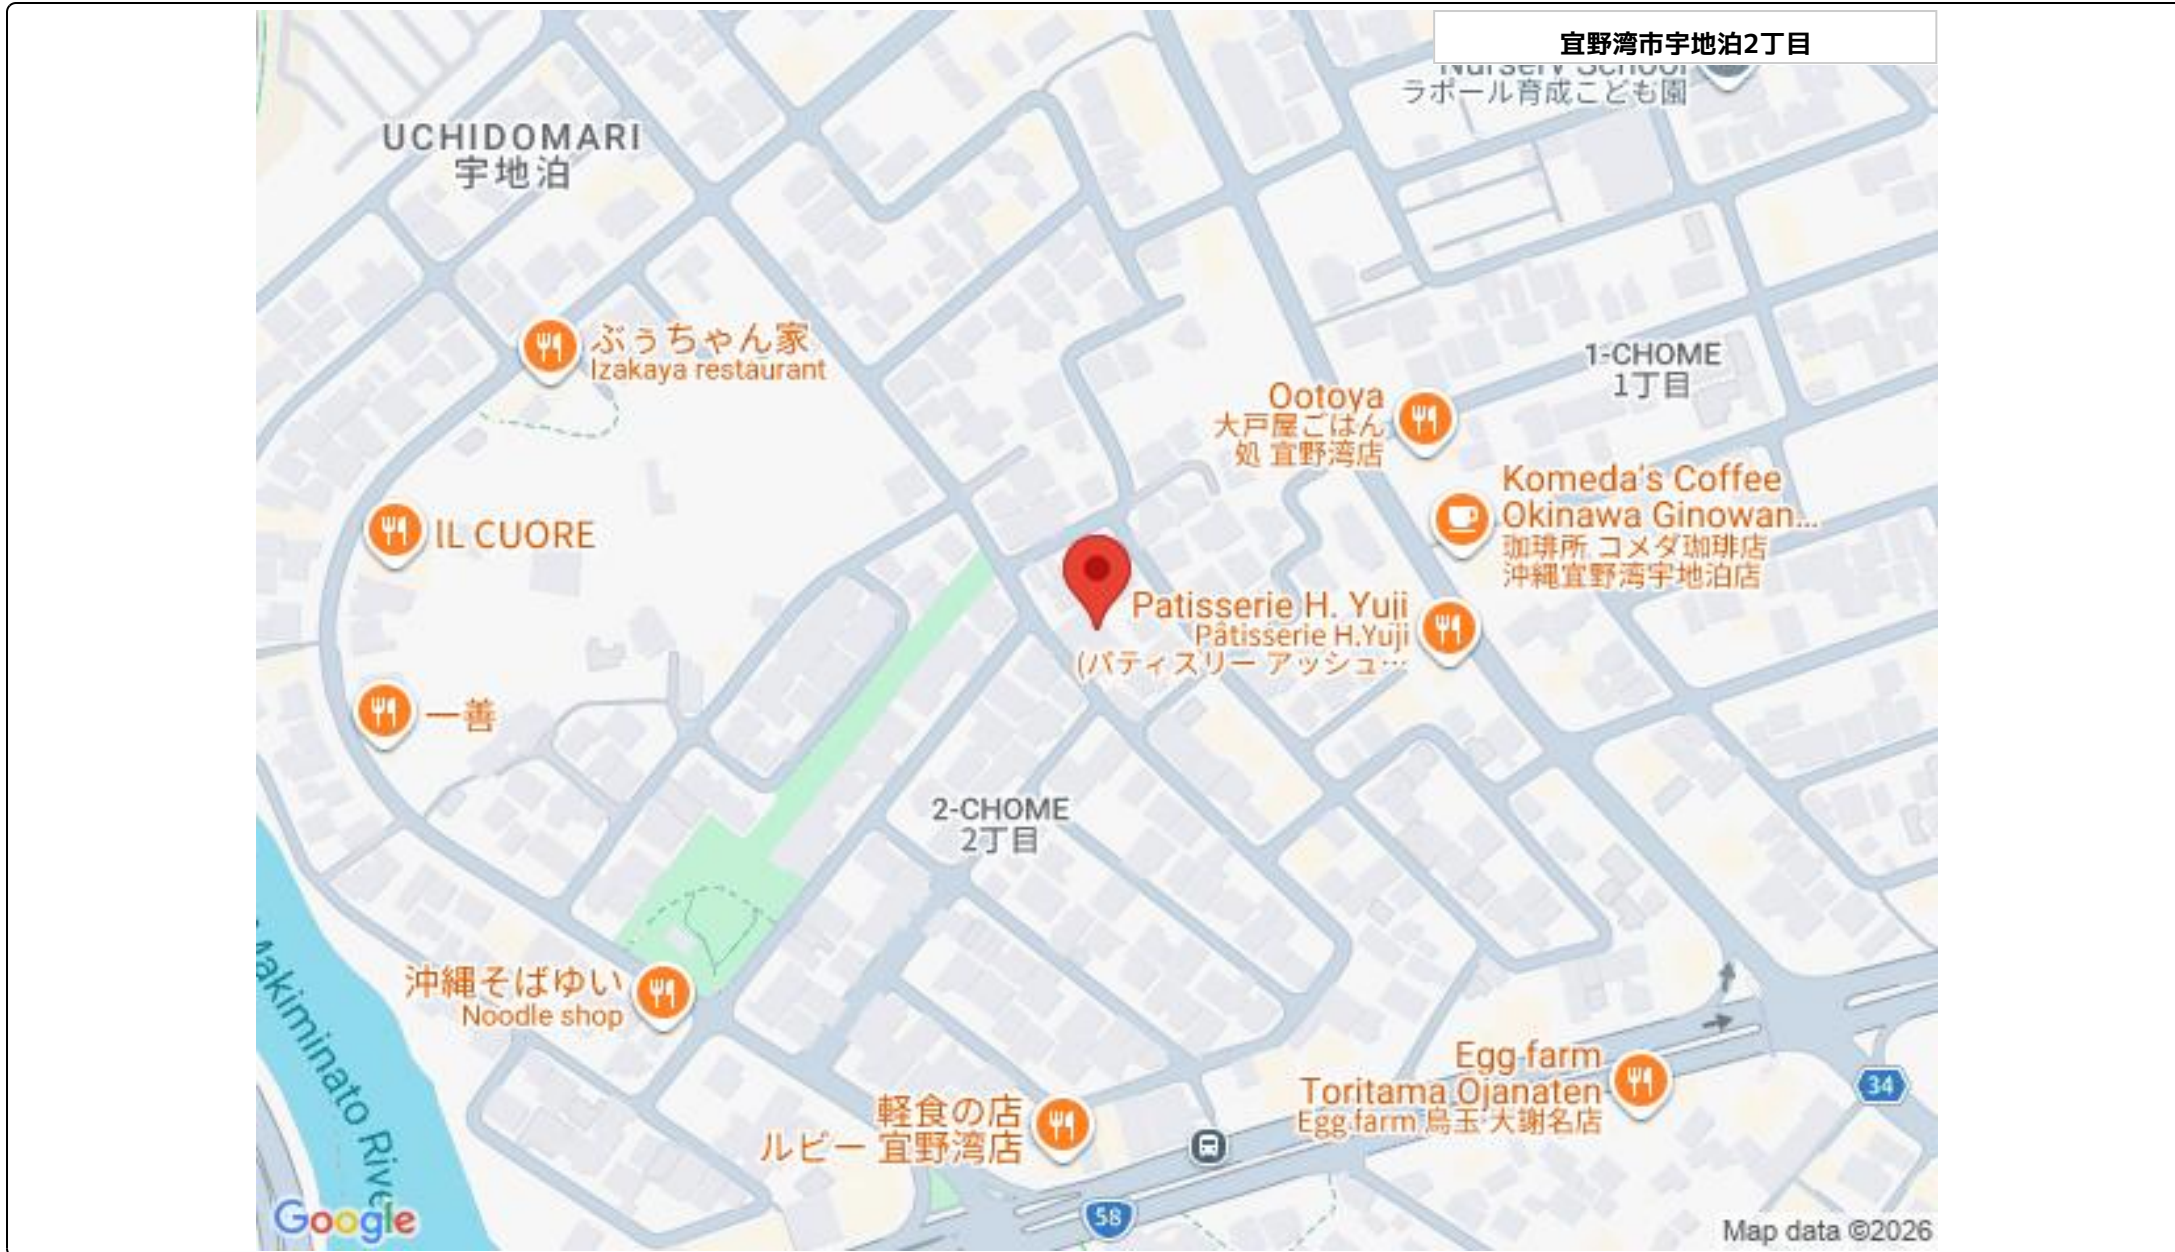 宜野湾市宇地泊2丁目
Nursery School
ラポール育成こども園
UCHIDOMARI
宇地泊
ぶぅちゃん家
Izakaya restaurant
1-CHOME
1丁目
Ootoya
大戸屋ごはん
処 宜野湾店
Komeda's Coffee
Okinawa Ginowan...
珈琲所 コメダ珈琲店
沖縄宜野湾宇地泊店
IL CUORE
Patisserie H. Yuji
Pâtisserie H.Yuji
(パティスリー アッシュ…
一善
2-CHOME
2丁目
沖縄そばゆい
Noodle shop
Makiminato River
Egg farm
Toritama Ojanaten
Egg farm 鳥玉 大謝名店
34
軽食の店
ルビー 宜野湾店
58
Google
Map data ©2026